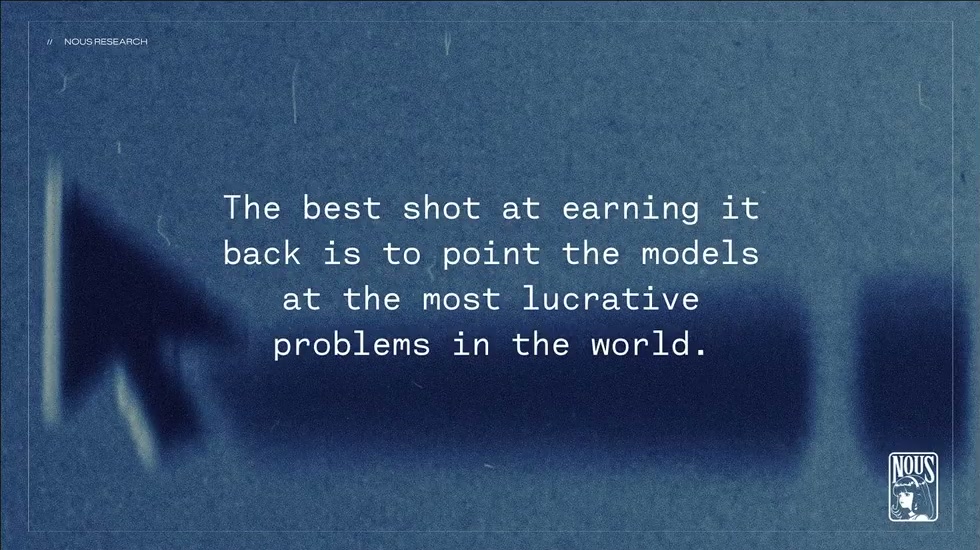 // NOUS RESEARCH
The best shot at earning it
back is to point the models
at the most lucrative
problems in the world.
NOUS